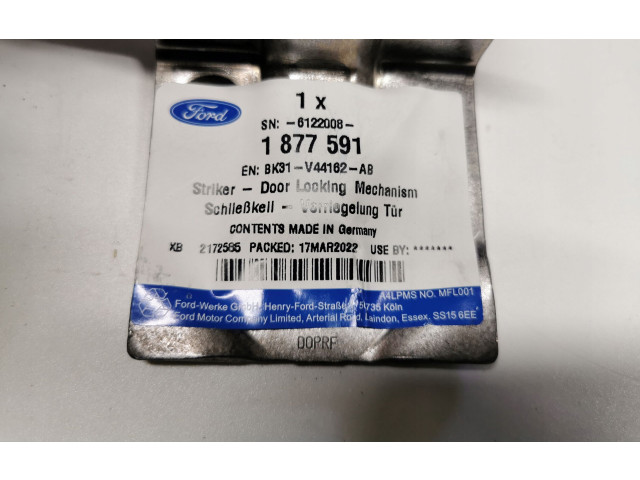 Ford
1 x
SN: -6122008-
1 877 591
EN: BK31-V44162-AB
Striker - Door Locking Mechanism
Schließkeil - Verriegelung Tür
CONTENTS MADE IN Germany
XB 2172565 PACKED: 17MAR2022 USE BY: *******
A4LPMS NO. MFL001
Ford-Werke GmbH, Henry-Ford-Straße 1, 50735 Köln
Ford Motor Company Limited, Arterial Road, Laindon, Essex. SS15 6EE
DOPRF